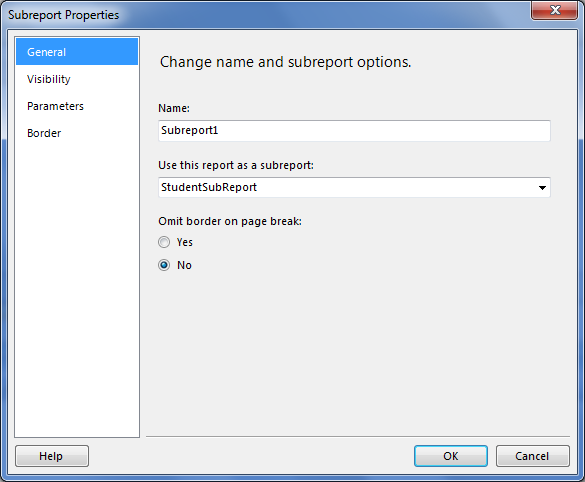 Subreport Properties
General
Visibility
Parameters
Border
Change name and subreport options.
Name:
Subreport1
Use this report as a subreport:
StudentSubReport
Omit border on page break:
Yes
No
Help
OK
Cancel